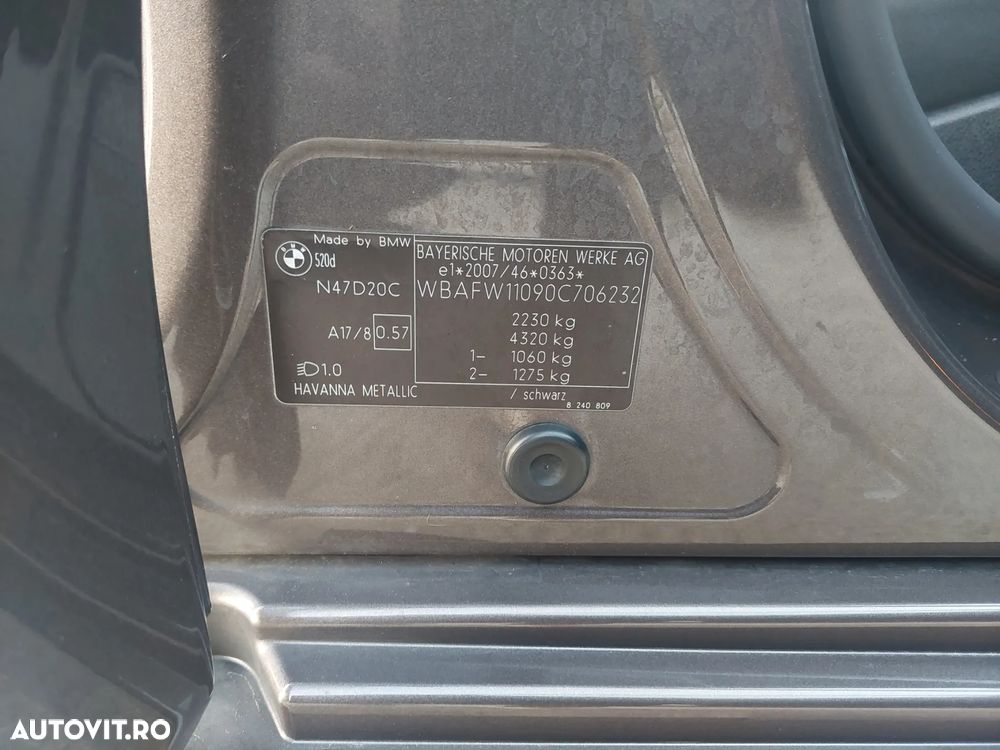 Made by BMW
BMW
520d
N47D20C
A17/8 0.57
1.0
HAVANNA METALLIC
BAYERISCHE MOTOREN WERKE AG
e1*2007/46*0363*
WBAFW11090C706232
2230 kg
4320 kg
1- 1060 kg
2- 1275 kg
/ schwarz
8 240 809
AUTOVIT.RO